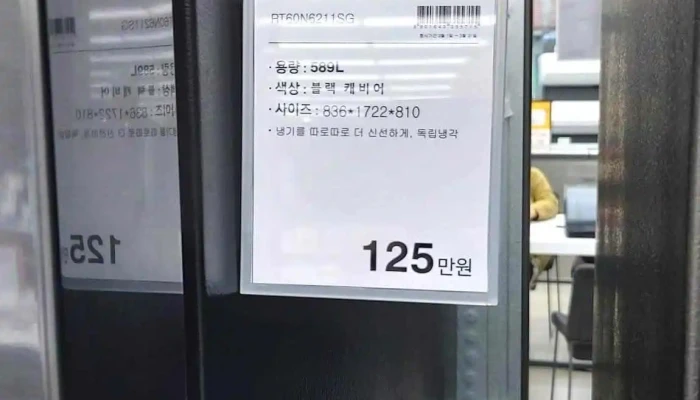 RT60N6211SG
· 용량 : 589L
· 색상 : 블랙 캐비어
· 사이즈 : 836*1722*810
· 냉기를 따로따로 더 신선하게, 독립냉각
125만원